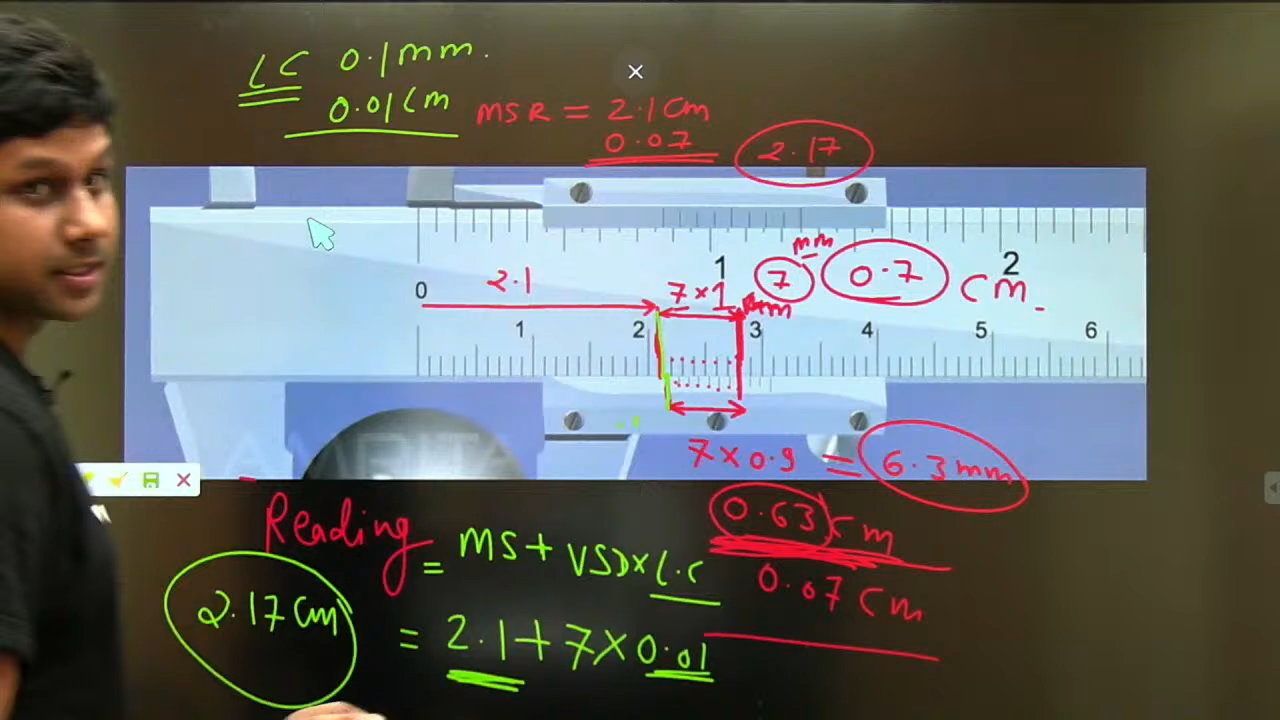 LC 0.1mm.
0.01Cm
MSR = 2.1Cm
0.07
2.17
mm
1
2
7
0.7
Cm.
2.1
7×1
mm
0
1
2
3
4
5
6
7×0.9 = 6.3mm
0.63 Cm
0.07 Cm
Reading = MS + VSD×L.C
= 2.1 + 7×0.01
2.17Cm